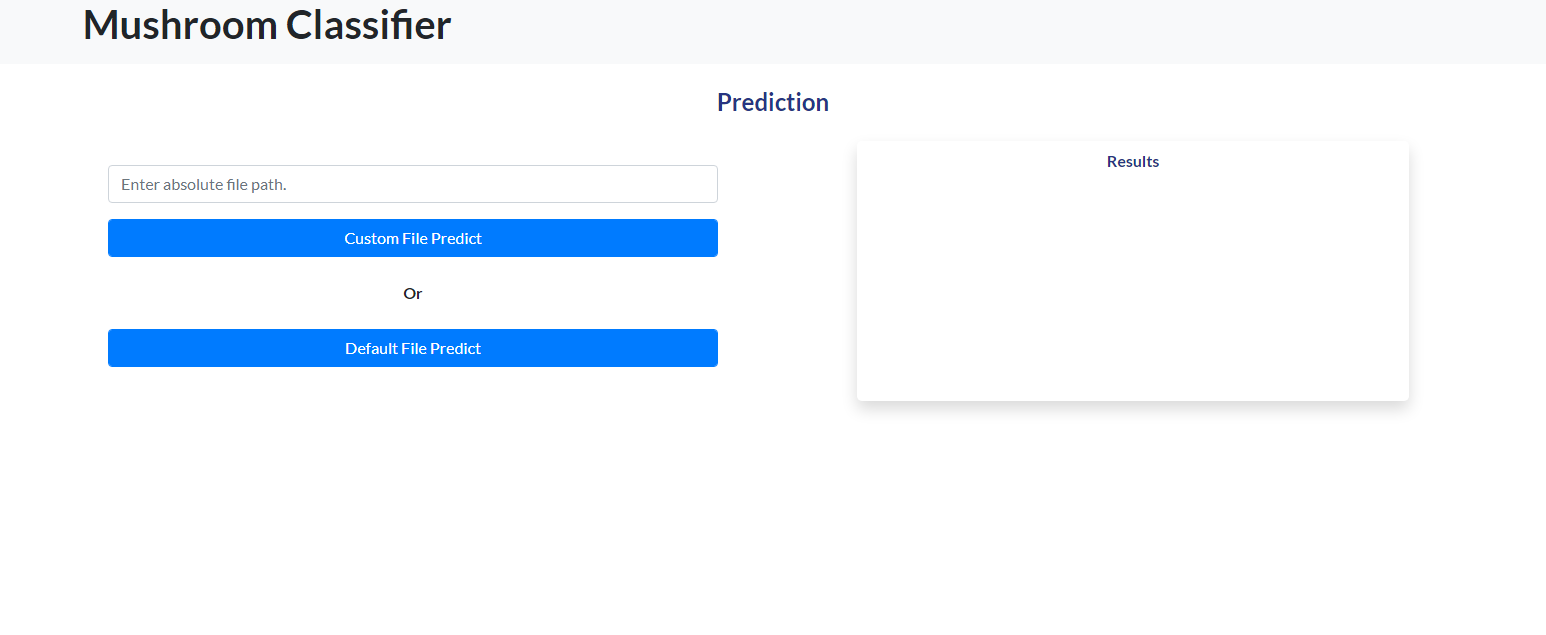 Mushroom Classifier
Prediction
Enter absolute file path.
Custom File Predict
Or
Default File Predict
Results